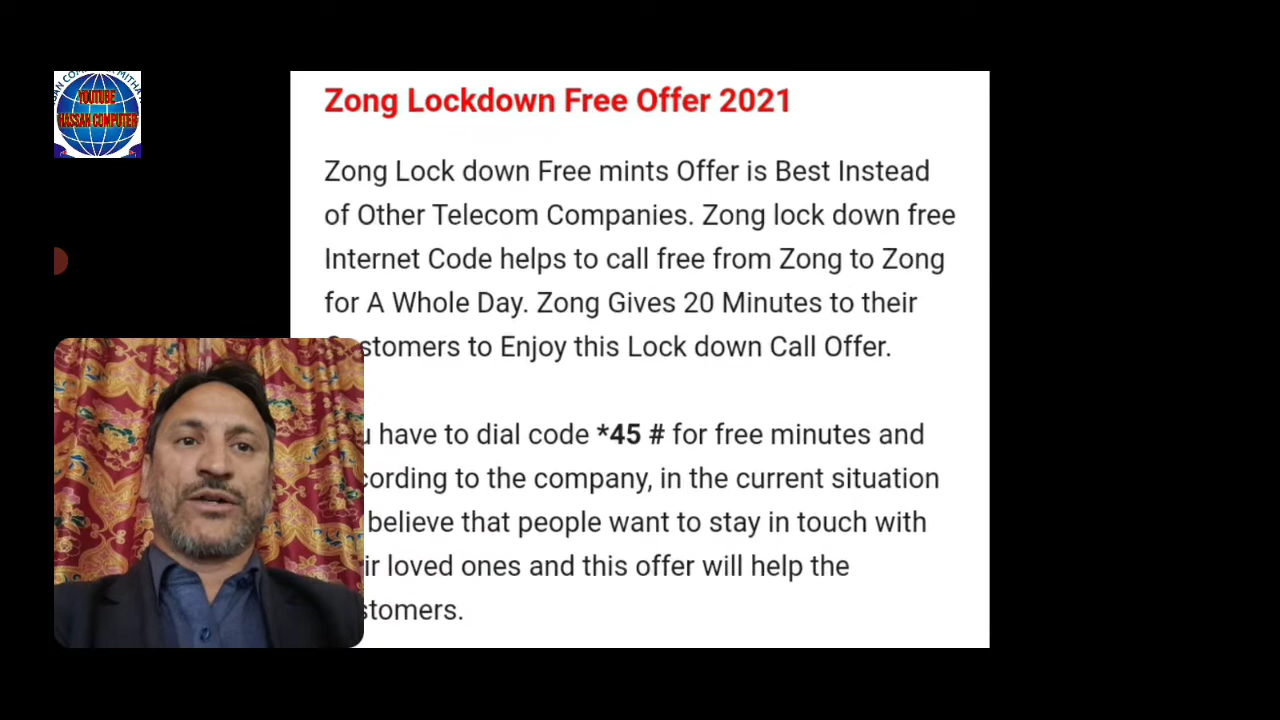 YOUTUBE
HASSAN COMPUTER
Zong Lockdown Free Offer 2021
Zong Lock down Free mints Offer is Best Instead
of Other Telecom Companies. Zong lock down free
Internet Code helps to call free from Zong to Zong
for A Whole Day. Zong Gives 20 Minutes to their
stomers to Enjoy this Lock down Call Offer.
have to dial code *45 # for free minutes and
cording to the company, in the current situation
believe that people want to stay in touch with
ir loved ones and this offer will help the
stomers.